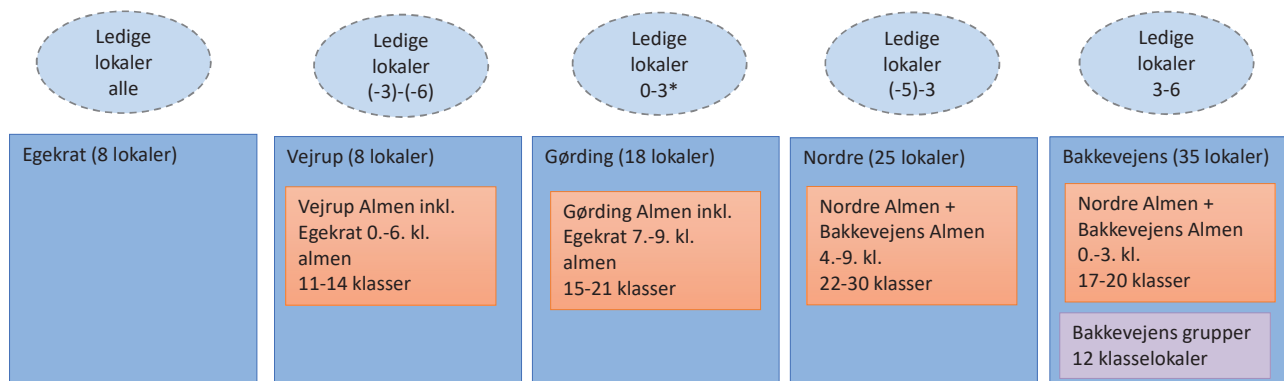 Ledige
lokaler
alle
Ledige
lokaler
(-3)-(-6)
Ledige
lokaler
0-3*
Ledige
lokaler
(-5)-3
Ledige
lokaler
3-6
Egekrat (8 lokaler)
Vejrup (8 lokaler)
Vejrup Almen inkl.
Egekrat 0.-6. kl.
almen
11-14 klasser
Gørding (18 lokaler)
Gørding Almen inkl.
Egekrat 7.-9. kl.
almen
15-21 klasser
Nordre (25 lokaler)
Nordre Almen +
Bakkevejens Almen
4.-9. kl.
22-30 klasser
Bakkevejens (35 lokaler)
Nordre Almen +
Bakkevejens Almen
0.-3. kl.
17-20 klasser
Bakkevejens grupper
12 klasselokaler